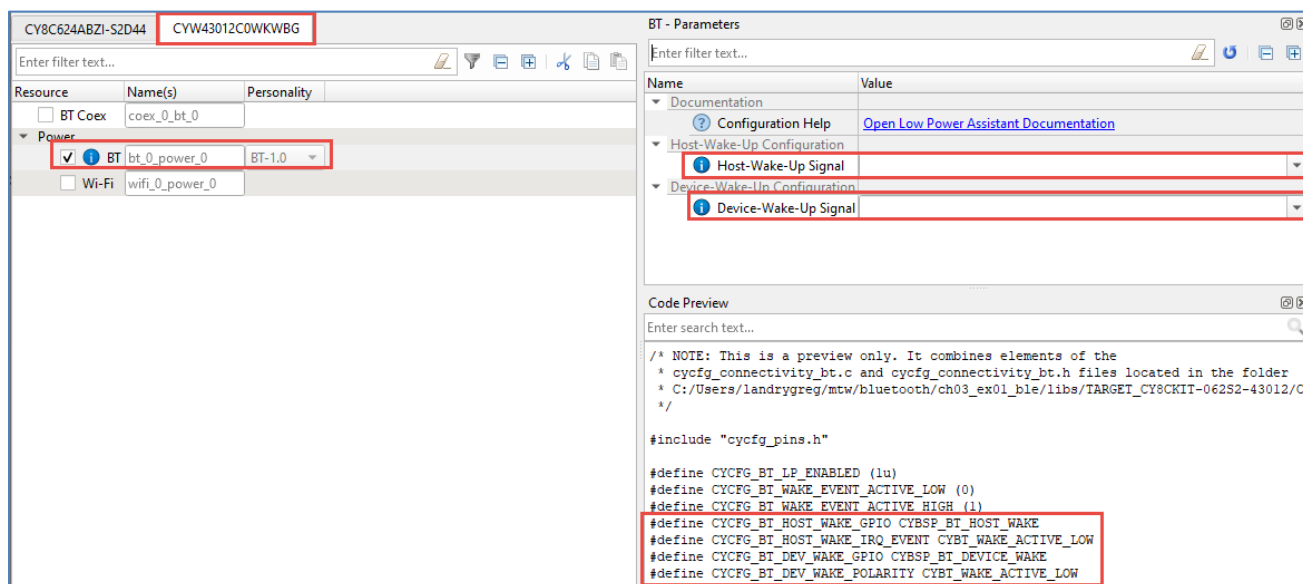 CY8C624ABZI-S2D44 CYW43012C0WKWBG
Enter filter text...
Resource Name(s) Personality
BT Coex coex_0_bt_0
Power
BT bt_0_power_0 BT-1.0
Wi-Fi wifi_0_power_0
BT - Parameters
Enter filter text...
Name Value
Documentation
Configuration Help Open Low Power Assistant Documentation
Host-Wake-Up Configuration
Host-Wake-Up Signal
Device-Wake-Up Configuration
Device-Wake-Up Signal
Code Preview
Enter search text...
/* NOTE: This is a preview only. It combines elements of the
* cycfg_connectivity_bt.c and cycfg_connectivity_bt.h files located in the folder
* C:/Users/landrygreg/mtw/bluetooth/ch03_ex01_ble/libs/TARGET_CY8CKIT-062S2-43012/C
*/
#include "cycfg_pins.h"
#define CYCFG_BT_LP_ENABLED (1u)
#define CYCFG_BT_WAKE_EVENT_ACTIVE_LOW (0)
#define CYCFG_BT_WAKE_EVENT_ACTIVE_HIGH (1)
#define CYCFG_BT_HOST_WAKE_GPIO CYBSP_BT_HOST_WAKE
#define CYCFG_BT_HOST_WAKE_IRQ_EVENT CYBT_WAKE_ACTIVE_LOW
#define CYCFG_BT_DEV_WAKE_GPIO CYBSP_BT_DEVICE_WAKE
#define CYCFG_BT_DEV_WAKE_POLARITY CYBT_WAKE_ACTIVE_LOW